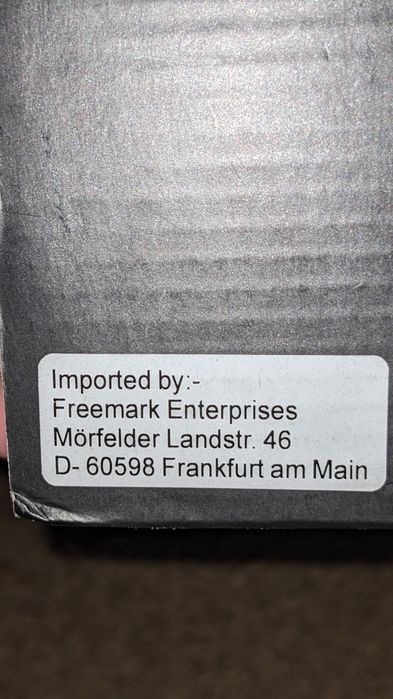 Imported by:-
Freemark Enterprises
Mörfelder Landstr. 46
D- 60598 Frankfurt am Main